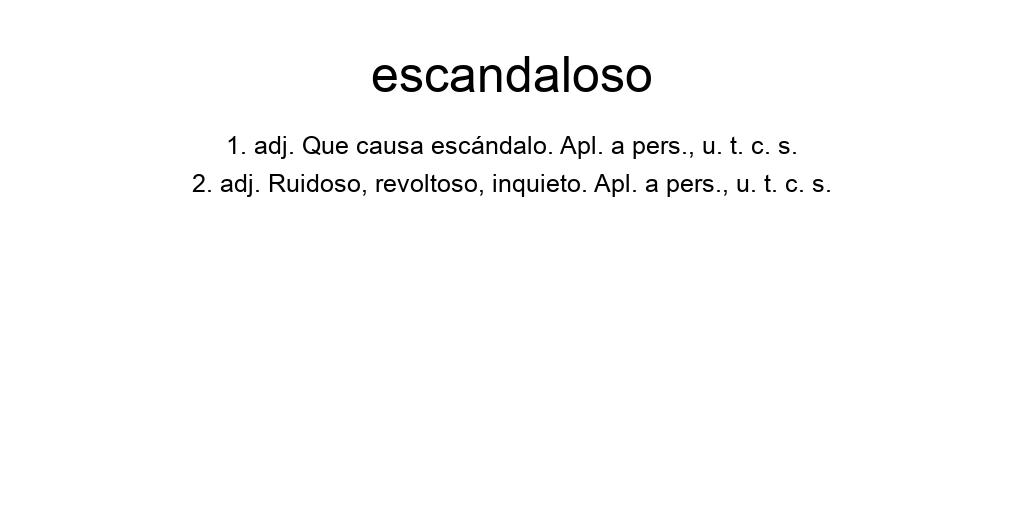 escandaloso
1. adj. Que causa escándalo. Apl. a pers., u. t. c. s.
2. adj. Ruidoso, revoltoso, inquieto. Apl. a pers., u. t. c. s.